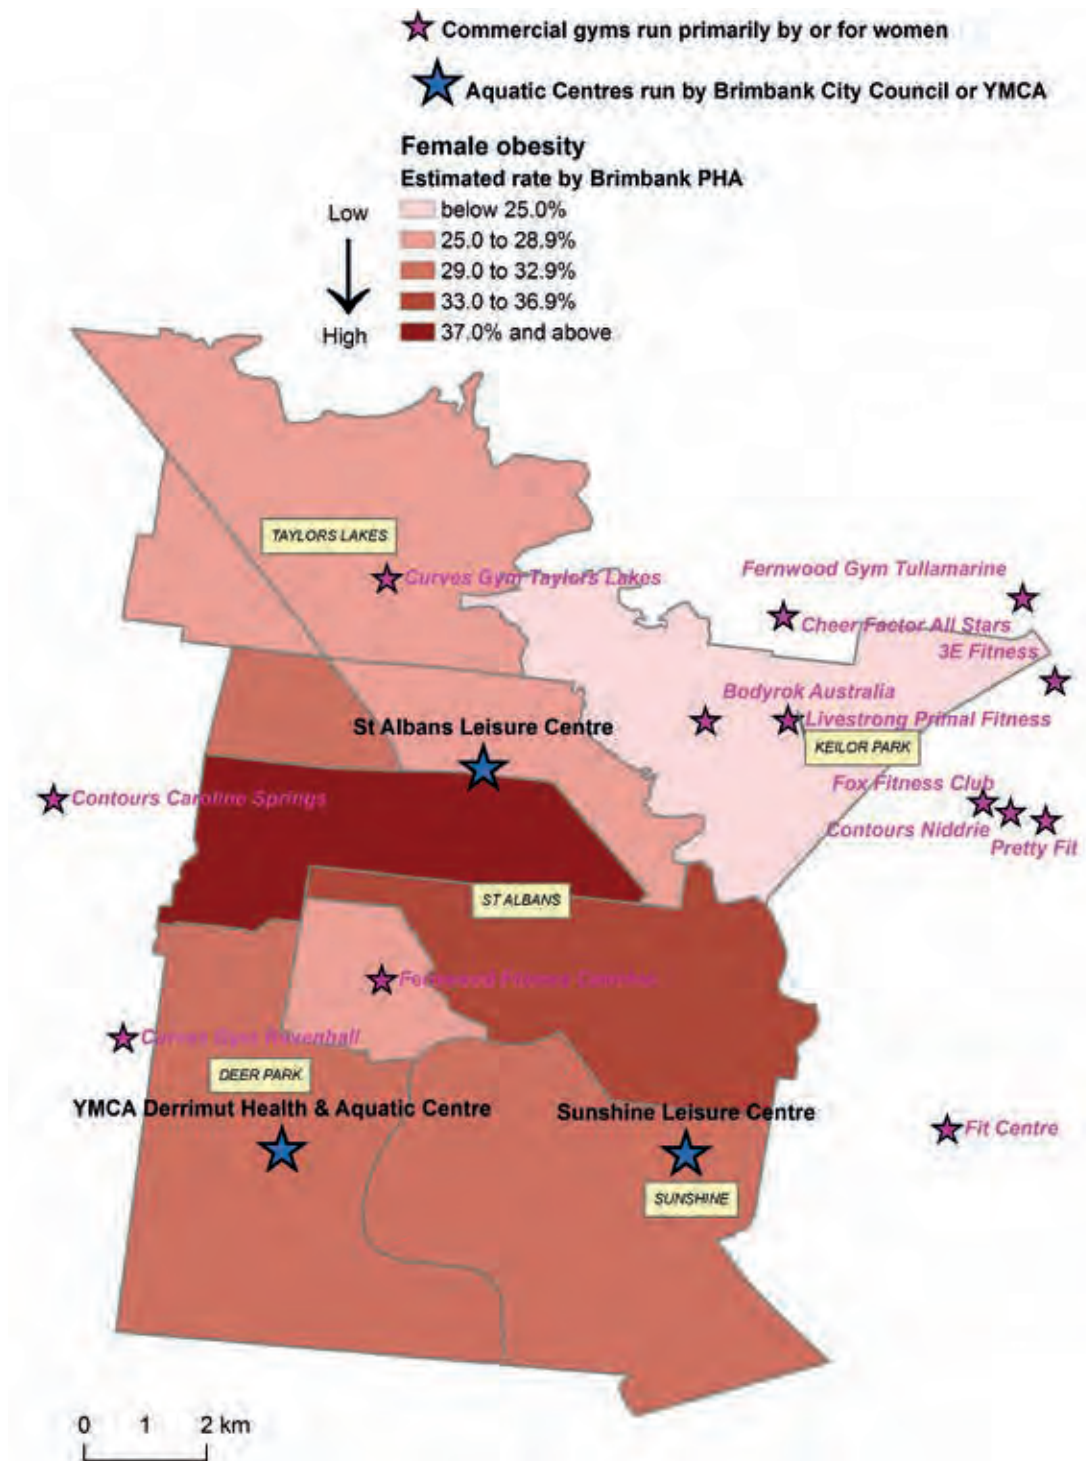 Commercial gyms run primarily by or for women
Aquatic Centres run by Brimbank City Council or YMCA
Female obesity
Estimated rate by Brimbank PHA
Low
High
below 25.0%
25.0 to 28.9%
29.0 to 32.9%
33.0 to 36.9%
37.0% and above
TAYLORS LAKES
Curves Gym Taylors Lakes
Fernwood Gym Tullamarine
Cheer Factor All Stars
3E Fitness
Bodyrok Australia
Livestrong Primal Fitness
KEILOR PARK
St Albans Leisure Centre
Contours Caroline Springs
Fox Fitness Club
Contours Niddrie
Pretty Fit
ST ALBANS
Fernwood Fitness
Curves Gym Ravenhall
DEER PARK
YMCA Derrimut Health & Aquatic Centre
Sunshine Leisure Centre
Fit Centre
SUNSHINE
0 1 2 km